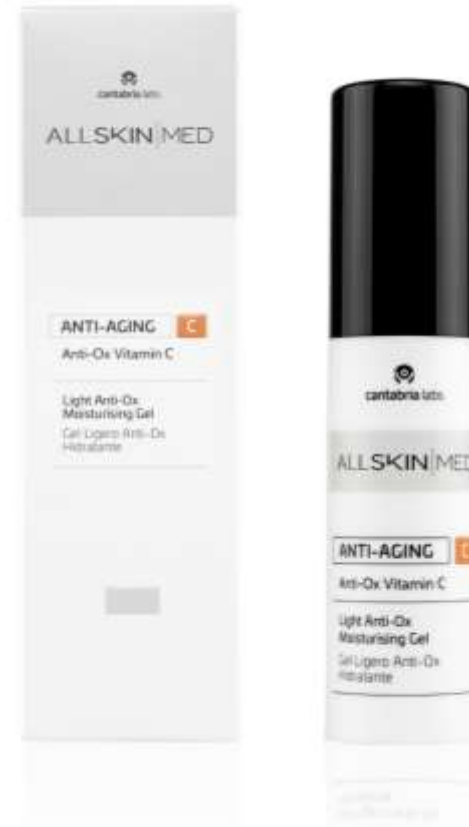 cantabria labs
ALLSKIN|MED
ANTI-AGING C
Anti-Ox Vitamin C
Light Anti-Ox
Moisturising Gel
Gel Ligero Anti-Ox
Hidratante
cantabria labs
ALLSKIN|MED
ANTI-AGING C
Anti-Ox Vitamin C
Light Anti-Ox
Moisturising Gel
Gel Ligero Anti-Ox
Hidratante